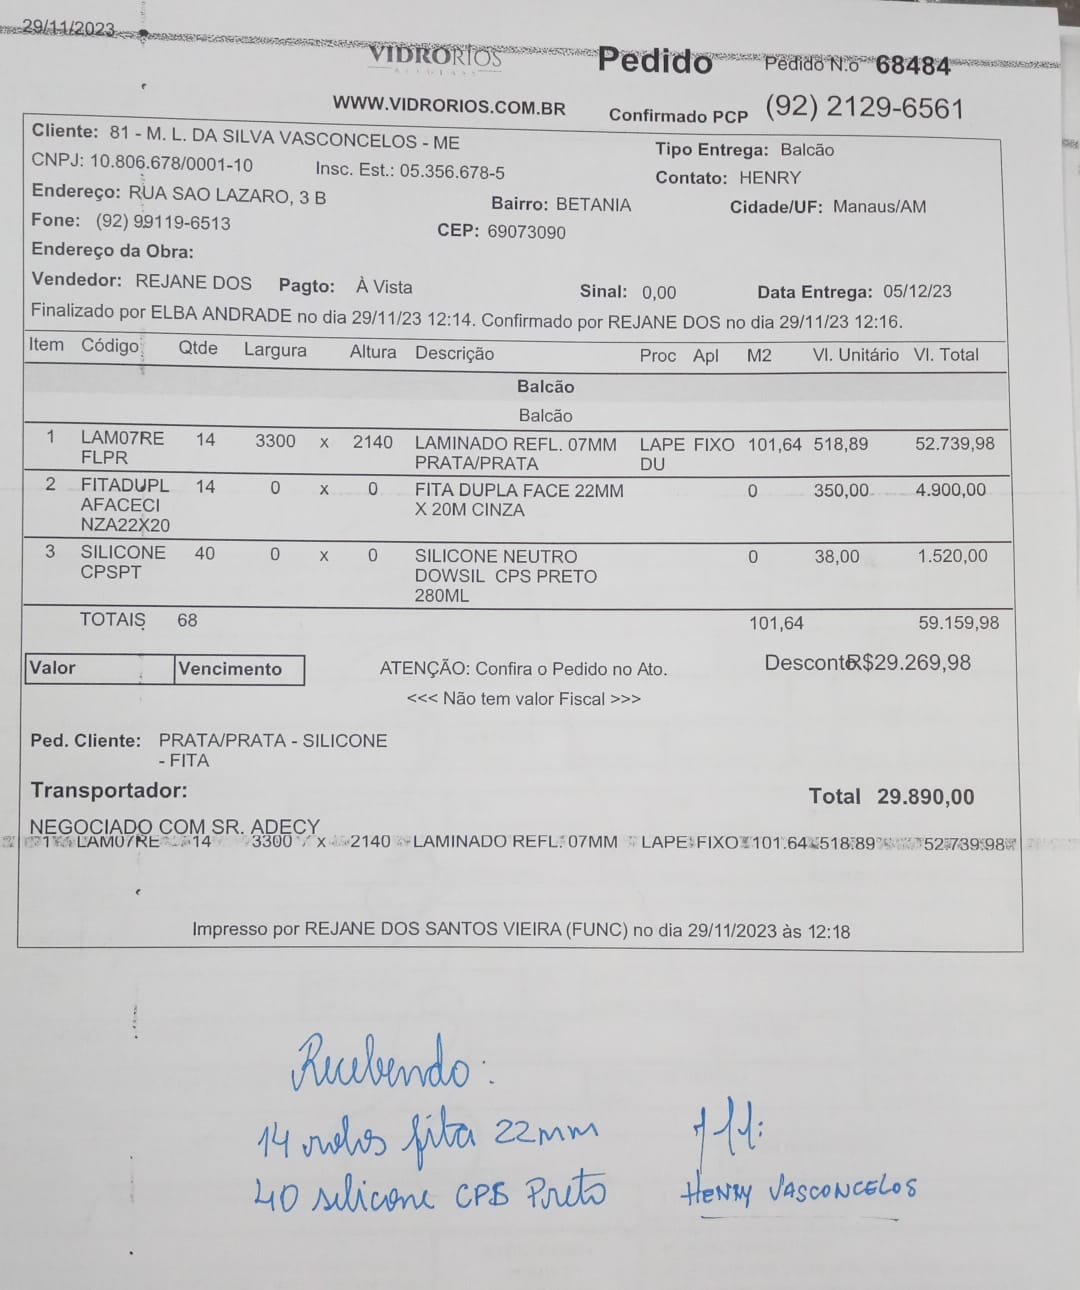 29/11/2023
VIDRORIOS
Pedido Pedido N.o 68484
WWW.VIDRORIOS.COM.BR Confirmado PCP (92) 2129-6561
Cliente: 81 - M. L. DA SILVA VASCONCELOS - ME Tipo Entrega: Balcão
CNPJ: 10.806.678/0001-10 Insc. Est.: 05.356.678-5 Contato: HENRY
Endereço: RUA SAO LAZARO, 3 B Bairro: BETANIA Cidade/UF: Manaus/AM
Fone: (92) 99119-6513 CEP: 69073090
Endereço da Obra:
Vendedor: REJANE DOS Pagto: À Vista Sinal: 0,00 Data Entrega: 05/12/23
Finalizado por ELBA ANDRADE no dia 29/11/23 12:14. Confirmado por REJANE DOS no dia 29/11/23 12:16.
Item Código Qtde Largura Altura Descrição Proc Apl M2 Vl. Unitário Vl. Total
Balcão
Balcão
1 LAM07RE 14 3300 x 2140 LAMINADO REFL. 07MM LAPE FIXO 101,64 518,89 52.739,98
FLPR PRATA/PRATA DU
2 FITADUPL 14 0 x 0 FITA DUPLA FACE 22MM 0 350,00 4.900,00
AFACECI X 20M CINZA
NZA22X20
3 SILICONE 40 0 x 0 SILICONE NEUTRO 0 38,00 1.520,00
CPSPT DOWSIL CPS PRETO
280ML
TOTAIS 68 101,64 59.159,98
Valor Vencimento ATENÇÃO: Confira o Pedido no Ato. Desconto R$29.269,98
<<< Não tem valor Fiscal >>>
Ped. Cliente: PRATA/PRATA - SILICONE
- FITA
Transportador: Total 29.890,00
NEGOCIADO COM SR. ADECY
1 LAM07RE 14 3300 x 2140 LAMINADO REFL. 07MM LAPE FIXO 101.64 518.89 52.739.98
Impresso por REJANE DOS SANTOS VIEIRA (FUNC) no dia 29/11/2023 às 12:18
Recebendo:
14 rolos fita 22mm
40 silicone CPS Preto HENRY VASCONCELOS